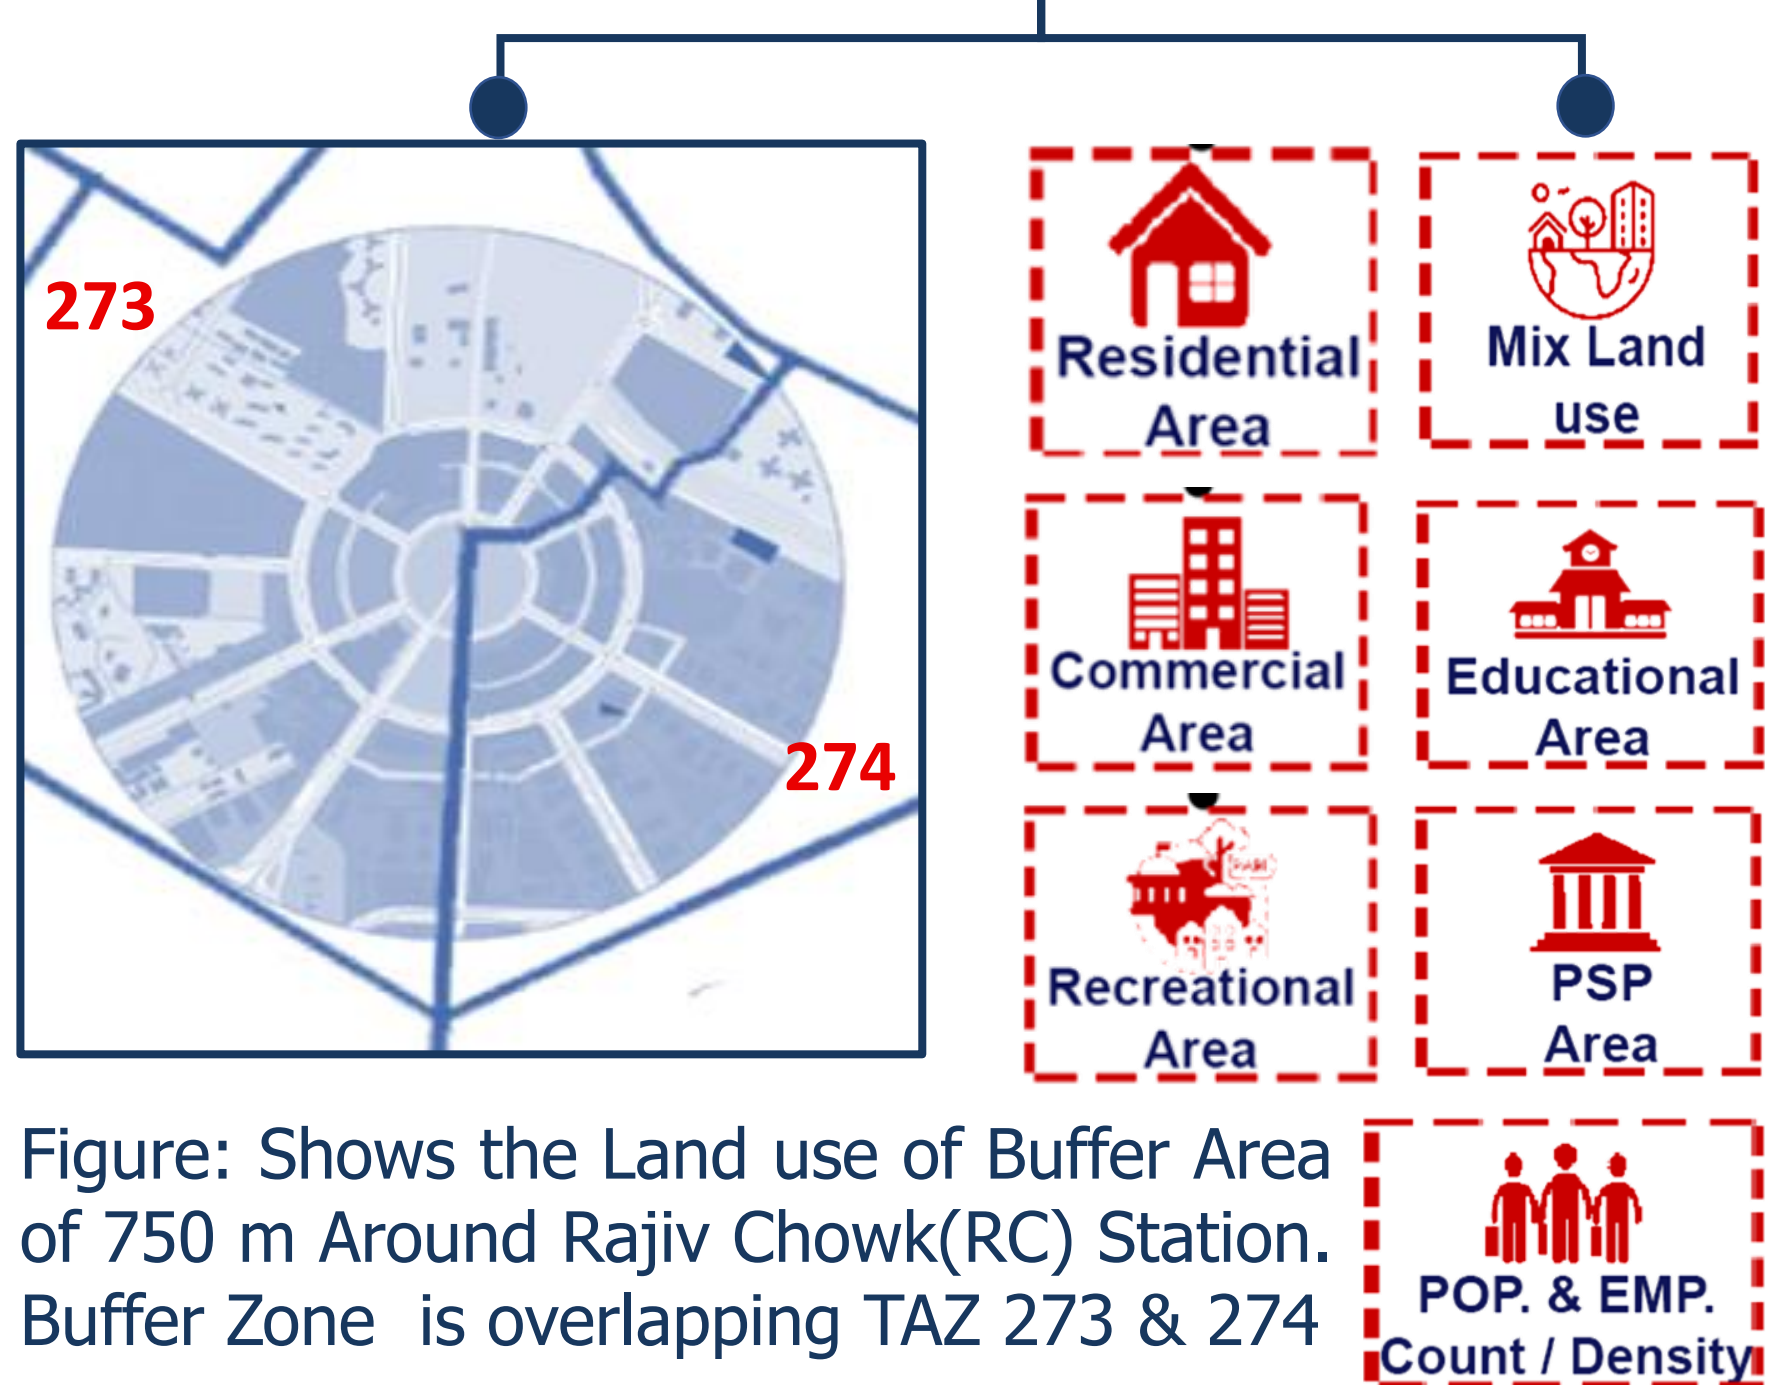 273
274
Residential
Area
Mix Land
use
Commercial
Area
Educational
Area
Recreational
Area
PSP
Area
POP. & EMP.
Count / Density
Figure: Shows the Land use of Buffer Area
of 750 m Around Rajiv Chowk(RC) Station.
Buffer Zone is overlapping TAZ 273 & 274